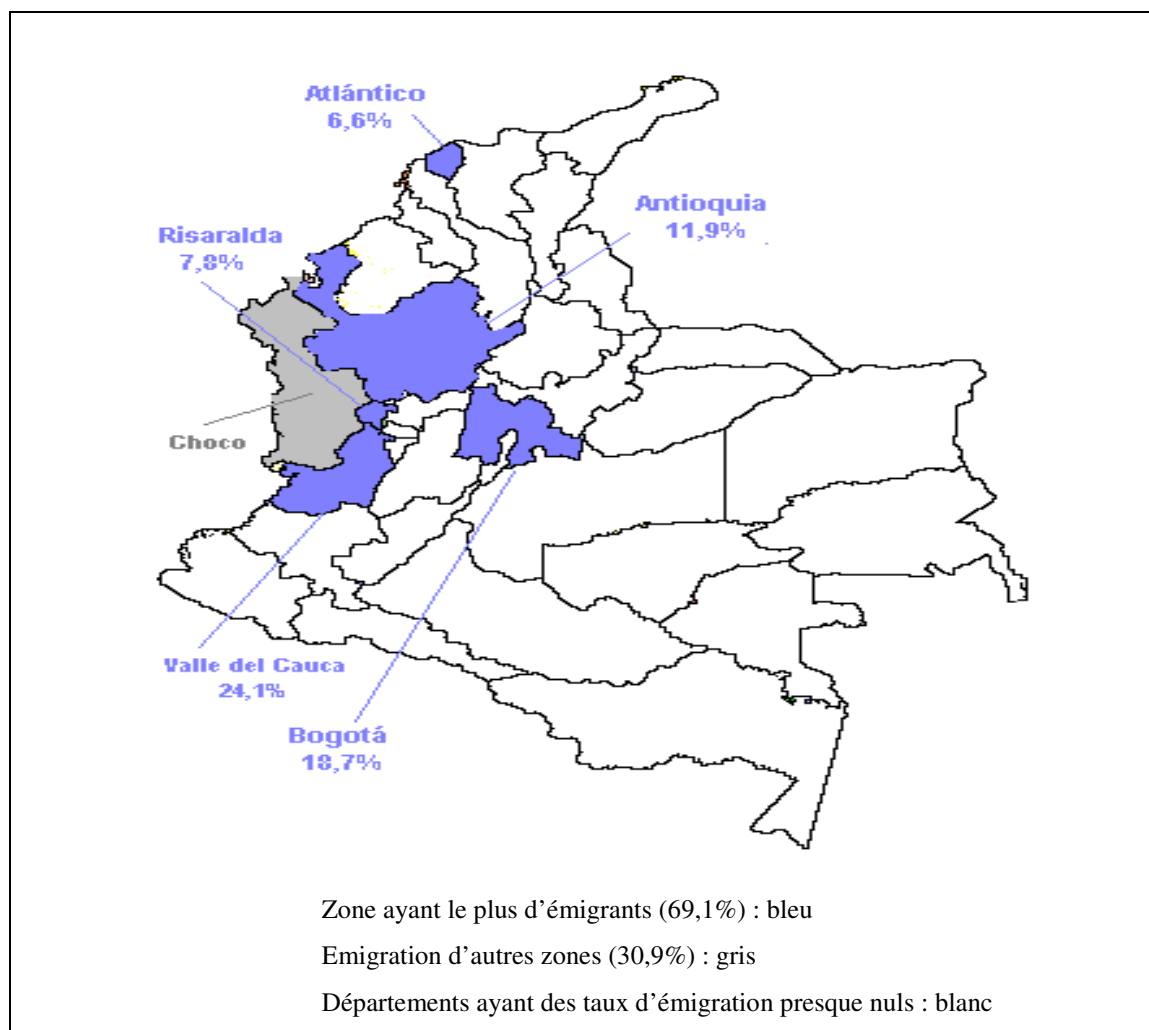 Atlántico
6,6%
Antioquia
11,9%
Risaralda
7,8%
Choco
Valle del Cauca
24,1%
Bogotá
18,7%
Zone ayant le plus d’émigrants (69,1%) : bleu
Emigration d’autres zones (30,9%) : gris
Départements ayant des taux d’émigration presque nuls : blanc